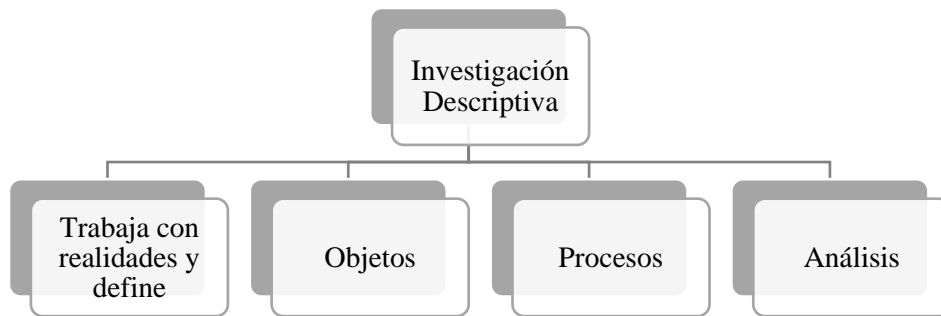 Investigación
Descriptiva
Trabaja con
realidades y
define
Objetos
Procesos
Análisis